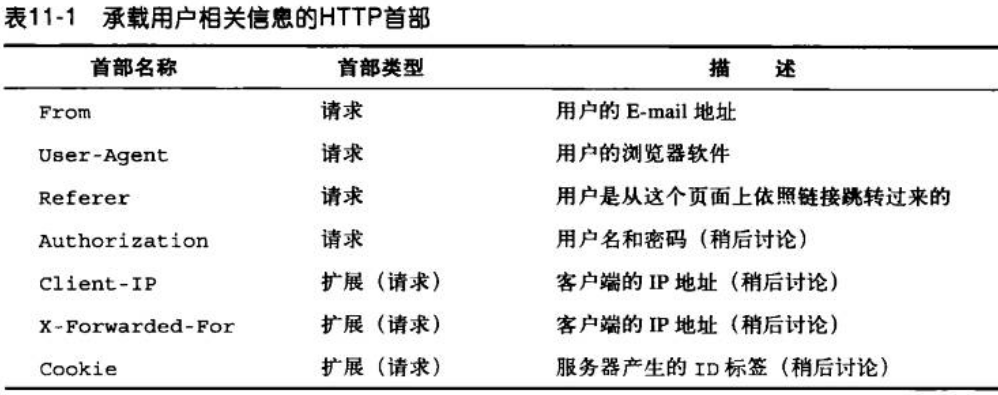 表11-1 承载用户相关信息的HTTP首部
首部名称 首部类型 描 述
From 请求 用户的 E-mail 地址
User-Agent 请求 用户的浏览器软件
Referer 请求 用户是从这个页面上依照链接跳转过来的
Authorization 请求 用户名和密码（稍后讨论）
Client-IP 扩展（请求） 客户端的 IP 地址（稍后讨论）
X-Forwarded-For 扩展（请求） 客户端的 IP 地址（稍后讨论）
Cookie 扩展（请求） 服务器产生的 ID 标签（稍后讨论）